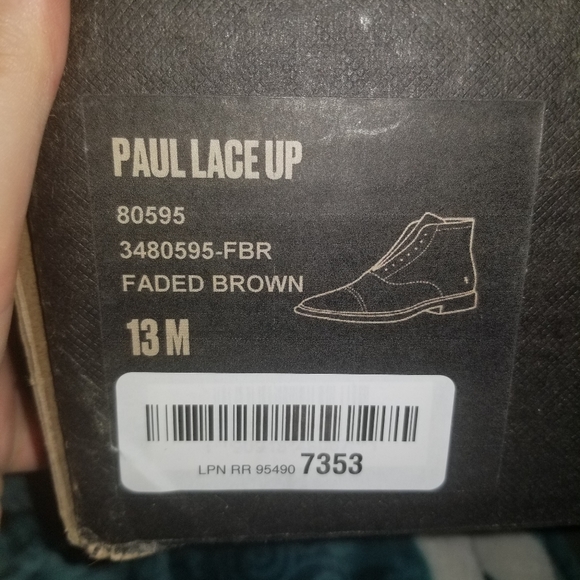 PAUL LACE UP
80595
3480595-FBR
FADED BROWN
13 M
LPN RR 95490 7353